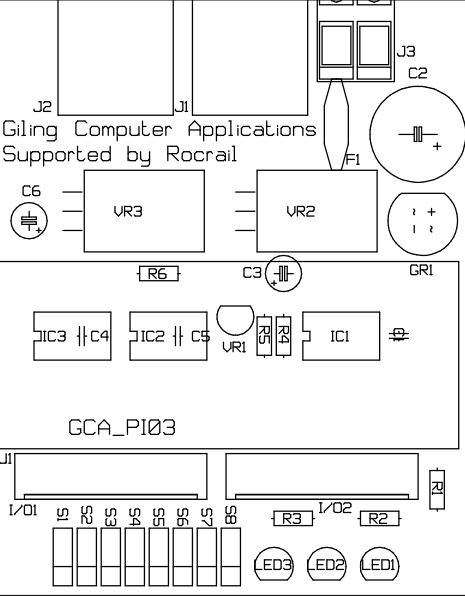 J3
C2
J2
J1
Giling Computer Applications
Supported by Rocrail
F1
C6
VR3
VR2
GR1
R6
C3
IC3
C4
IC2
C5
VR1
R5
R4
IC1
GCA_PI03
J1
R1
I/O1
I/O2
S1
S2
S3
S4
S5
S6
S7
S8
R3
R2
LED3
LED2
LED1